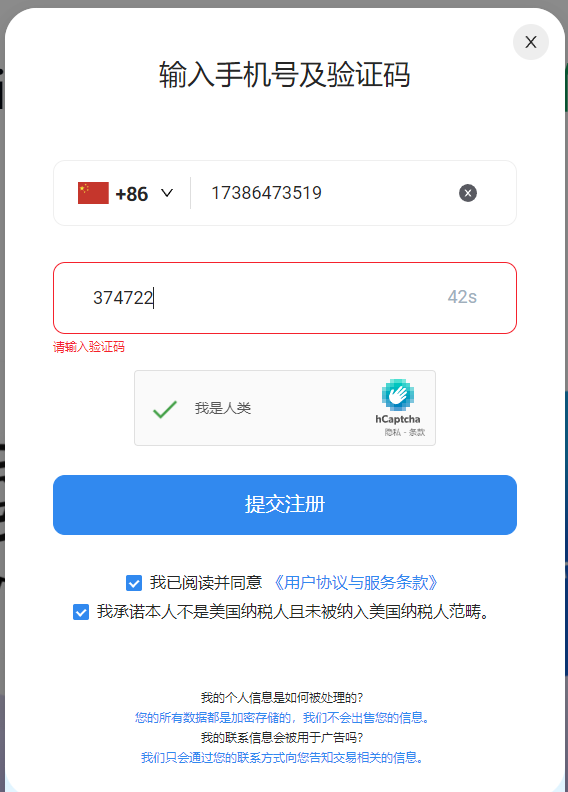 输入手机号及验证码
+86 17386473519
374722 42s
请输入验证码
我是人类
hCaptcha
隐私 - 条款
提交注册
我已阅读并同意 《用户协议与服务条款》
我承诺本人不是美国纳税人且未被纳入美国纳税人范畴。
我的个人信息是如何被处理的?
您的所有数据都是加密存储的，我们不会出售您的信息。
我的联系信息会被用于广告吗?
我们只会通过您的联系方式向您告知交易相关的信息。